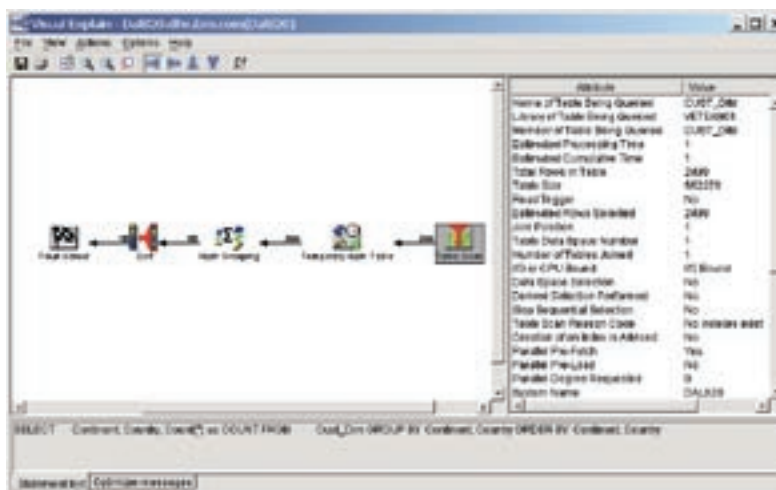 Visual Explain -
File View Actions Options Help
Attribute Value
Name of Table Being Queried CUST_DIM
Library of Table Being Queried
Member of Table Being Queried CUST_DIM
Estimated Processing Time 1
Estimated Cumulative Time 1
Total Rows in Table
Table Size
Read Trigger No
Estimated Rows Selected
Join Position 1
Table Data Space Number 1
Number of Tables Joined 1
I/O or CPU Bound I/O Bound
Data Space Selection No
Derived Selection Performed No
Skip Sequential Selection No
Table Scan Reason Code No indexes exist
Creation of an Index is Advised No
Parallel Pre-Fetch Yes
Parallel Pre-Load No
Parallel Degree Requested 0
System Name
Final Select
Sort
Hash Grouping
Temporary Hash Table
Table Scan
SELECT Continent, Country, Count(*) as COUNT FROM Cust_Dim GROUP BY Continent, Country ORDER BY Continent, Country
Statement text Optimizer messages